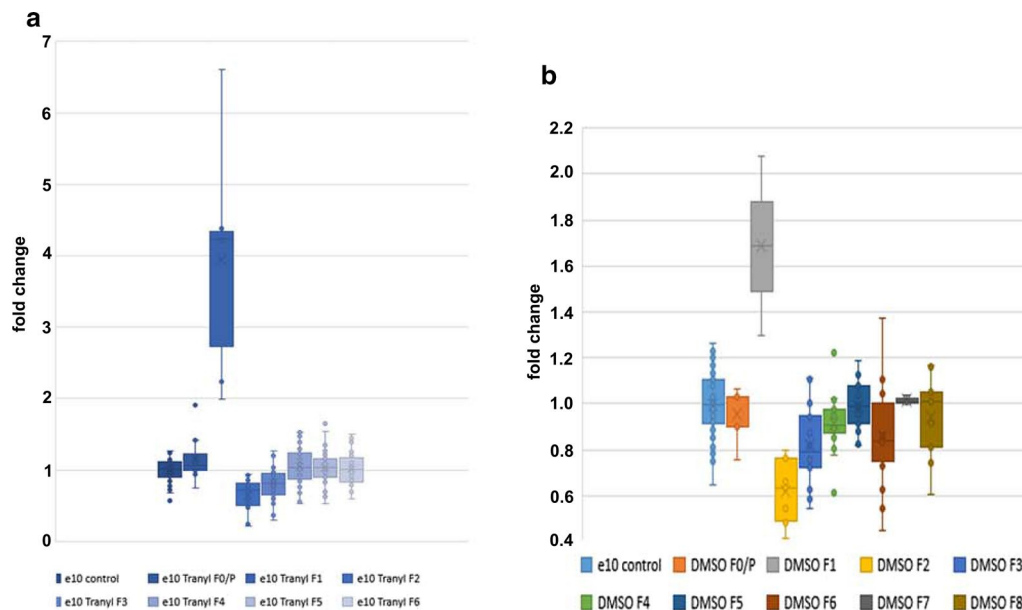 a
7
6
5
4
3
2
1
0
fold change
e10 control e10 Tranyl F0/P e10 Tranyl F1 e10 Tranyl F2
e10 Tranyl F3 e10 Tranyl F4 e10 Tranyl F5 e10 Tranyl F6
b
2.2
2.0
1.8
1.6
1.4
1.2
1.0
0.8
0.6
0.4
fold change
e10 control DMSO F0/P DMSO F1 DMSO F2 DMSO F3
DMSO F4 DMSO F5 DMSO F6 DMSO F7 DMSO F8